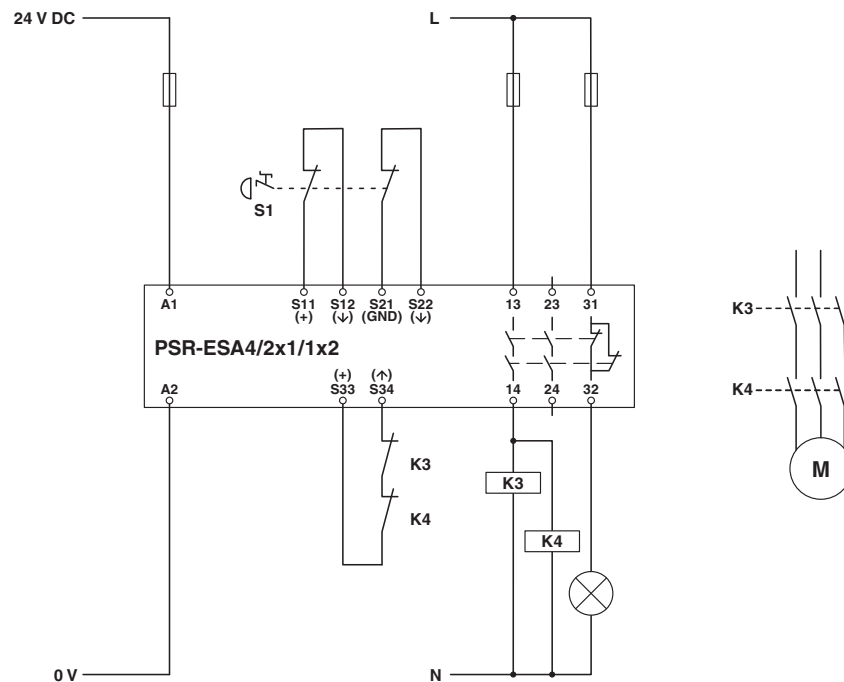 24 V DC
L
S1
A1
S11 S12 S21 S22
(+) (↓) (GND) (↓)
13 23 31
PSR-ESA4/2x1/1x2
(+) (↑)
A2
S33 S34
14 24 32
K3
K4
K3
K4
K3
K4
M
0 V
N